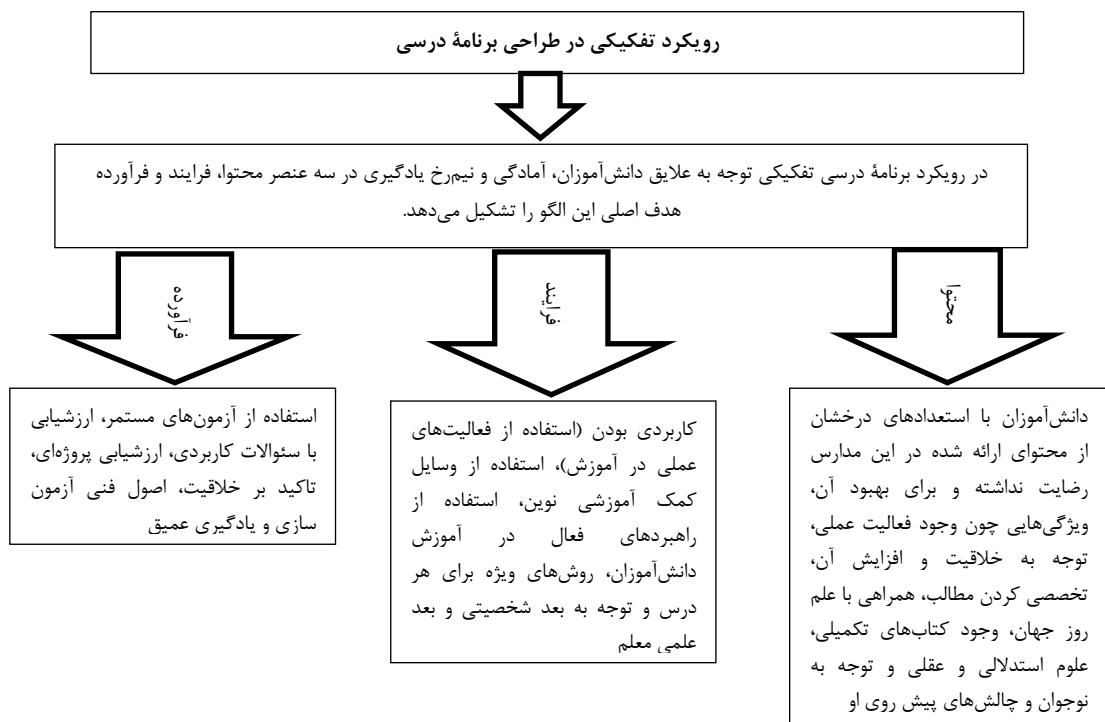 رویکرد تفکیکی در طراحی برنامهٔ درسی
در رویکرد برنامهٔ درسی تفکیکی توجه به علایق دانش‌آموزان، آمادگی و نیم‌رخ یادگیری در سه عنصر محتوا، فرایند و فرآورده
هدف اصلی این الگو را تشکیل می‌دهد.
محتوا
فرایند
فرآورده
دانش‌آموزان با استعدادهای درخشان
از محتوای ارائه شده در این مدارس
رضایت نداشته و برای بهبود آن،
ویژگی‌هایی چون وجود فعالیت عملی،
توجه به خلاقیت و افزایش آن،
تخصصی کردن مطالب، همراهی با علم
روز جهان، وجود کتاب‌های تکمیلی،
علوم استدلالی و عقلی و توجه به
نوجوان و چالش‌های پیش روی او
کاربردی بودن (استفاده از فعالیت‌های
عملی در آموزش)، استفاده از وسایل
کمک آموزشی نوین، استفاده از
راهبردهای فعال در آموزش
دانش‌آموزان، روش‌های ویژه برای هر
درس و توجه به بعد شخصیتی و بعد
علمی معلم
استفاده از آزمون‌های مستمر، ارزشیابی
با سئوالات کاربردی، ارزشیابی پروژه‌ای،
تاکید بر خلاقیت، اصول فنی آزمون
سازی و یادگیری عمیق